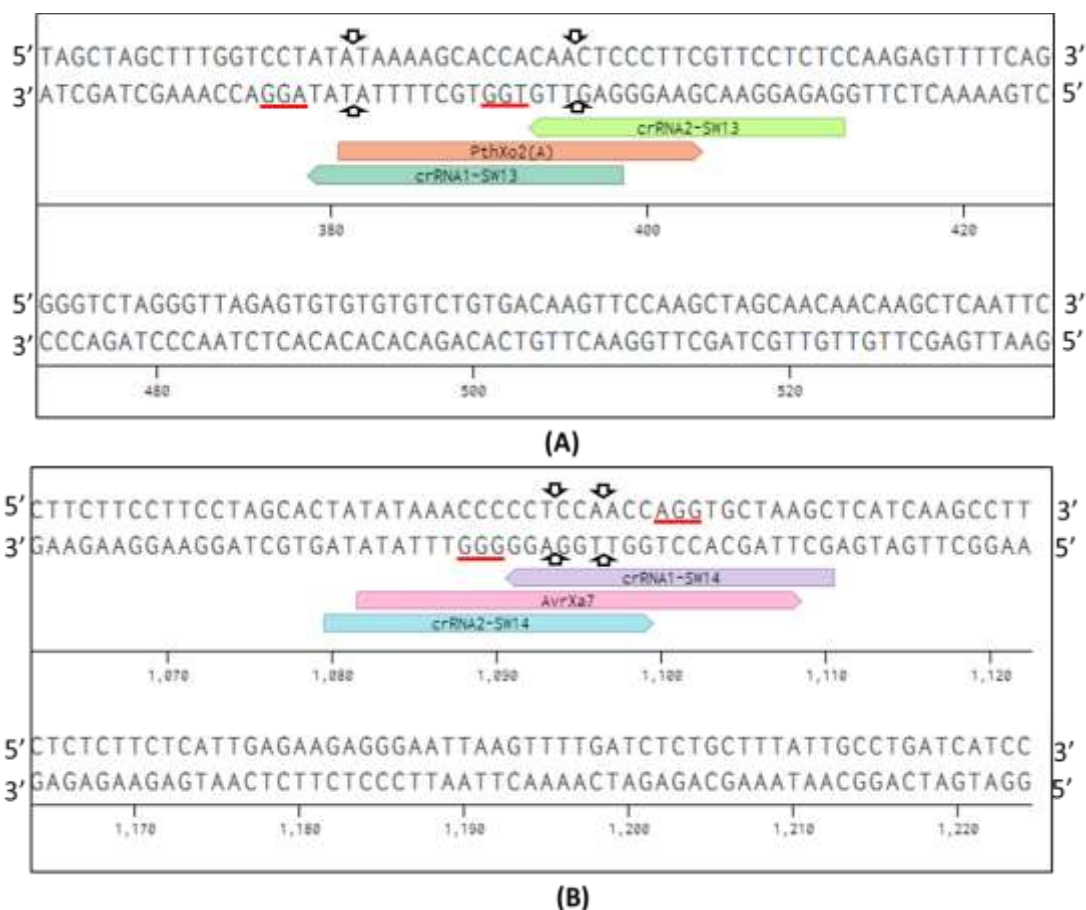 5' TAGCTAGCTTTGGTCCTATATAAAAGCACCACAACTCCCTTCGTTCCTCTCCAAGAGTTTTCAG 3'
3' ATCGATCGAAACCAGGATATATTTTCGTGGTGTTGAGGGAAGCAAGGAGAGGTTCTCAAAAGTC 5'
crRNA2-SW13
PthXo2(A)
crRNA1-SW13
380 400 420
5' GGGTCTAGGGTTAGAGTGTGTGTGTCTGTGACAAGTTCCAAGCTAGCAACAACAAGCTCAATTC 3'
3' CCCAGATCCCAATCTCACACACACAGACACTGTTCAAGGTTCGATCGTTGTTGTTCGAGTTAAG 5'
480 500 520
(A)
5' CTTCTTCCTTCCTAGCACTATATAAACCCCCTCCAACCAGGTGCTAAGCTCATCAAGCCTT 3'
3' GAAGAAGGAAGGATCGTGATATATTTGGGGGAGGTTGGTCCACGATTCGAGTAGTTCGGAA 5'
crRNA1-SW14
AvrXa7
crRNA2-SW14
1,070 1,080 1,090 1,100 1,110 1,120
5' CTCTCTTCTCATTGAGAAGAGGGAATTAAGTTTTGATCTCTGCTTTATTGCCTGATCATCC 3'
3' GAGAGAAGAGTAACTCTTCTCCCTTAATTCAAAACTAGAGACGAAATAACGGACTAGTAGG 5'
1,170 1,180 1,190 1,200 1,210 1,220
(B)